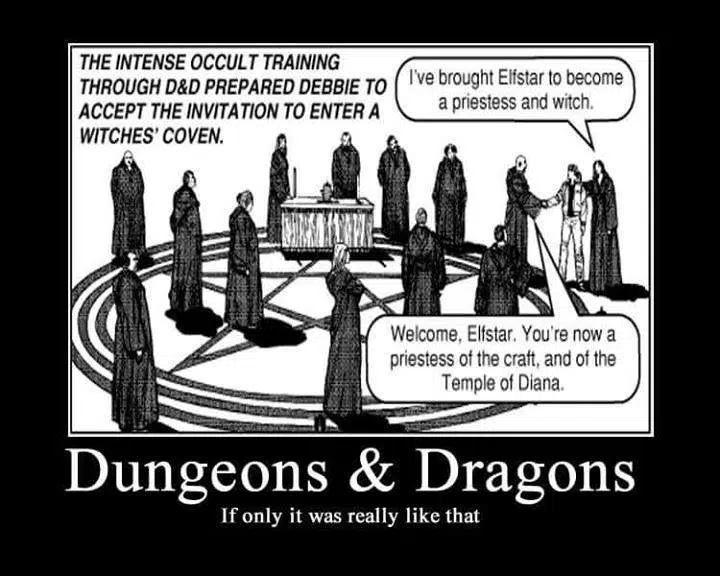 THE INTENSE OCCULT TRAINING
THROUGH D&D PREPARED DEBBIE TO
ACCEPT THE INVITATION TO ENTER A
WITCHES' COVEN.
I've brought Elfstar to become
a priestess and witch.
Welcome, Elfstar. You're now a
priestess of the craft, and of the
Temple of Diana.
Dungeons & Dragons
If only it was really like that